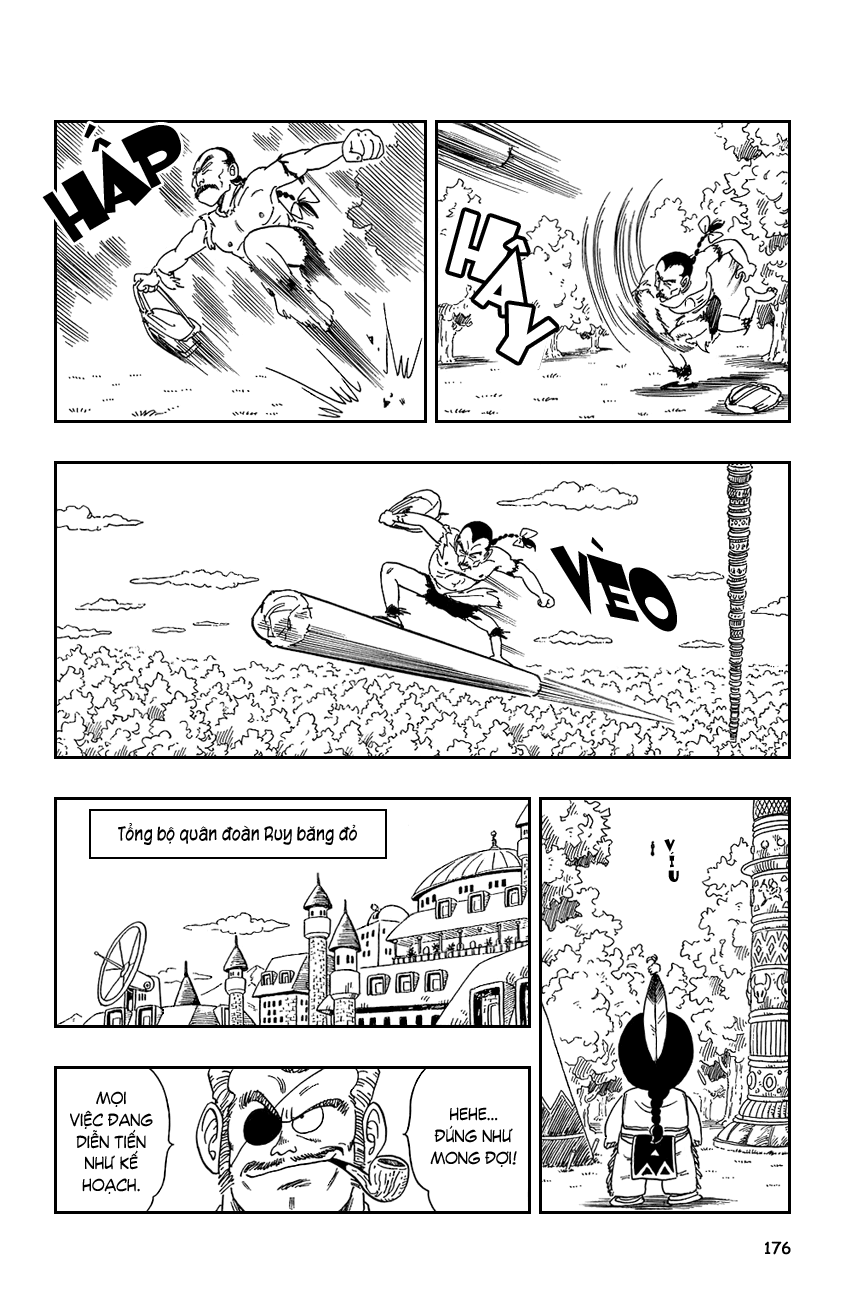 HÂY
HẤP
VÈO
VÍU
Tổng bộ quân đoàn Ruy băng đỏ
HEHE...
ĐÚNG NHƯ
MONG ĐỢI!
MỌI
VIỆC ĐANG
DIỄN TIẾN
NHƯ KẾ
HOẠCH.
176